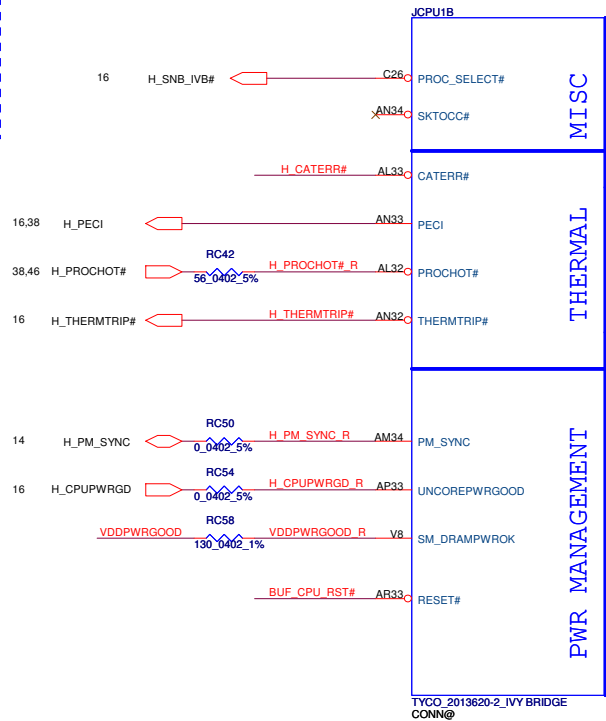 JCPU1B
16 H_SNB_IVB# C26 PROC_SELECT#
AN34 SKTOCC#
MISC
H_CATERR# AL33 CATERR#
16,38 H_PECI AN33 PECI
RC42
38,46 H_PROCHOT# H_PROCHOT#_R AL32 PROCHOT#
56_0402_5%
16 H_THERMTRIP# H_THERMTRIP# AN32 THERMTRIP#
THERMAL
RC50
14 H_PM_SYNC H_PM_SYNC_R AM34 PM_SYNC
0_0402_5%
RC54
16 H_CPUPWRGD H_CPUPWRGD_R AP33 UNCOREPWRGOOD
0_0402_5%
RC58
VDDPWRGOOD VDDPWRGOOD_R V8 SM_DRAMPWROK
130_0402_1%
BUF_CPU_RST# AR33 RESET#
PWR MANAGEMENT
TYCO_2013620-2_IVY BRIDGE
CONN@